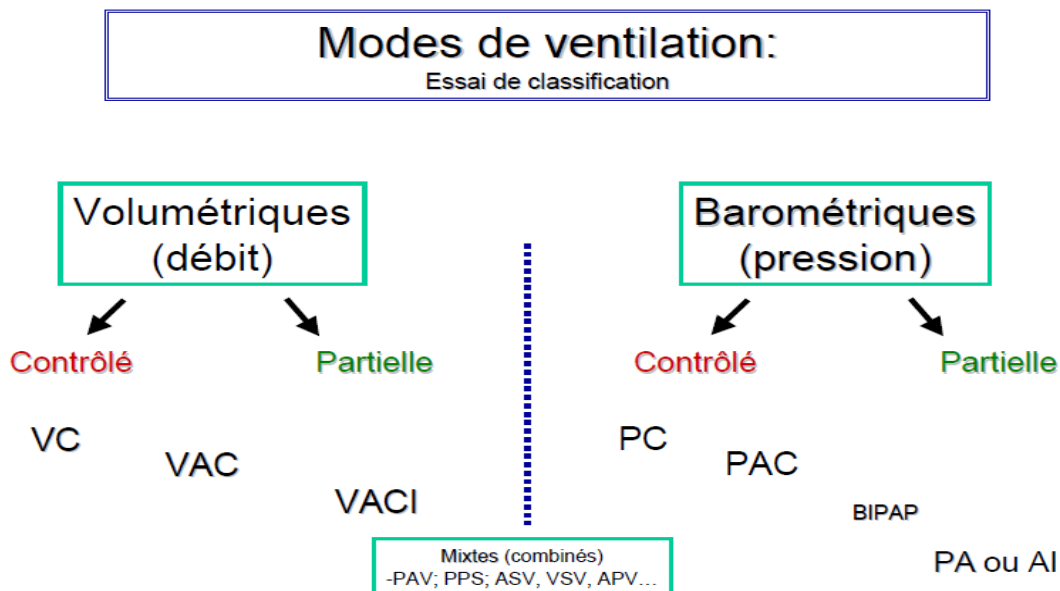 Modes de ventilation:
Essai de classification
Volumétriques
(débit)
Barométriques
(pression)
Contrôlé
Partielle
Contrôlé
Partielle
VC
VAC
VACI
PC
PAC
BIPAP
PA ou AI
Mixtes (combinés)
-PAV; PPS; ASV, VSV, APV…